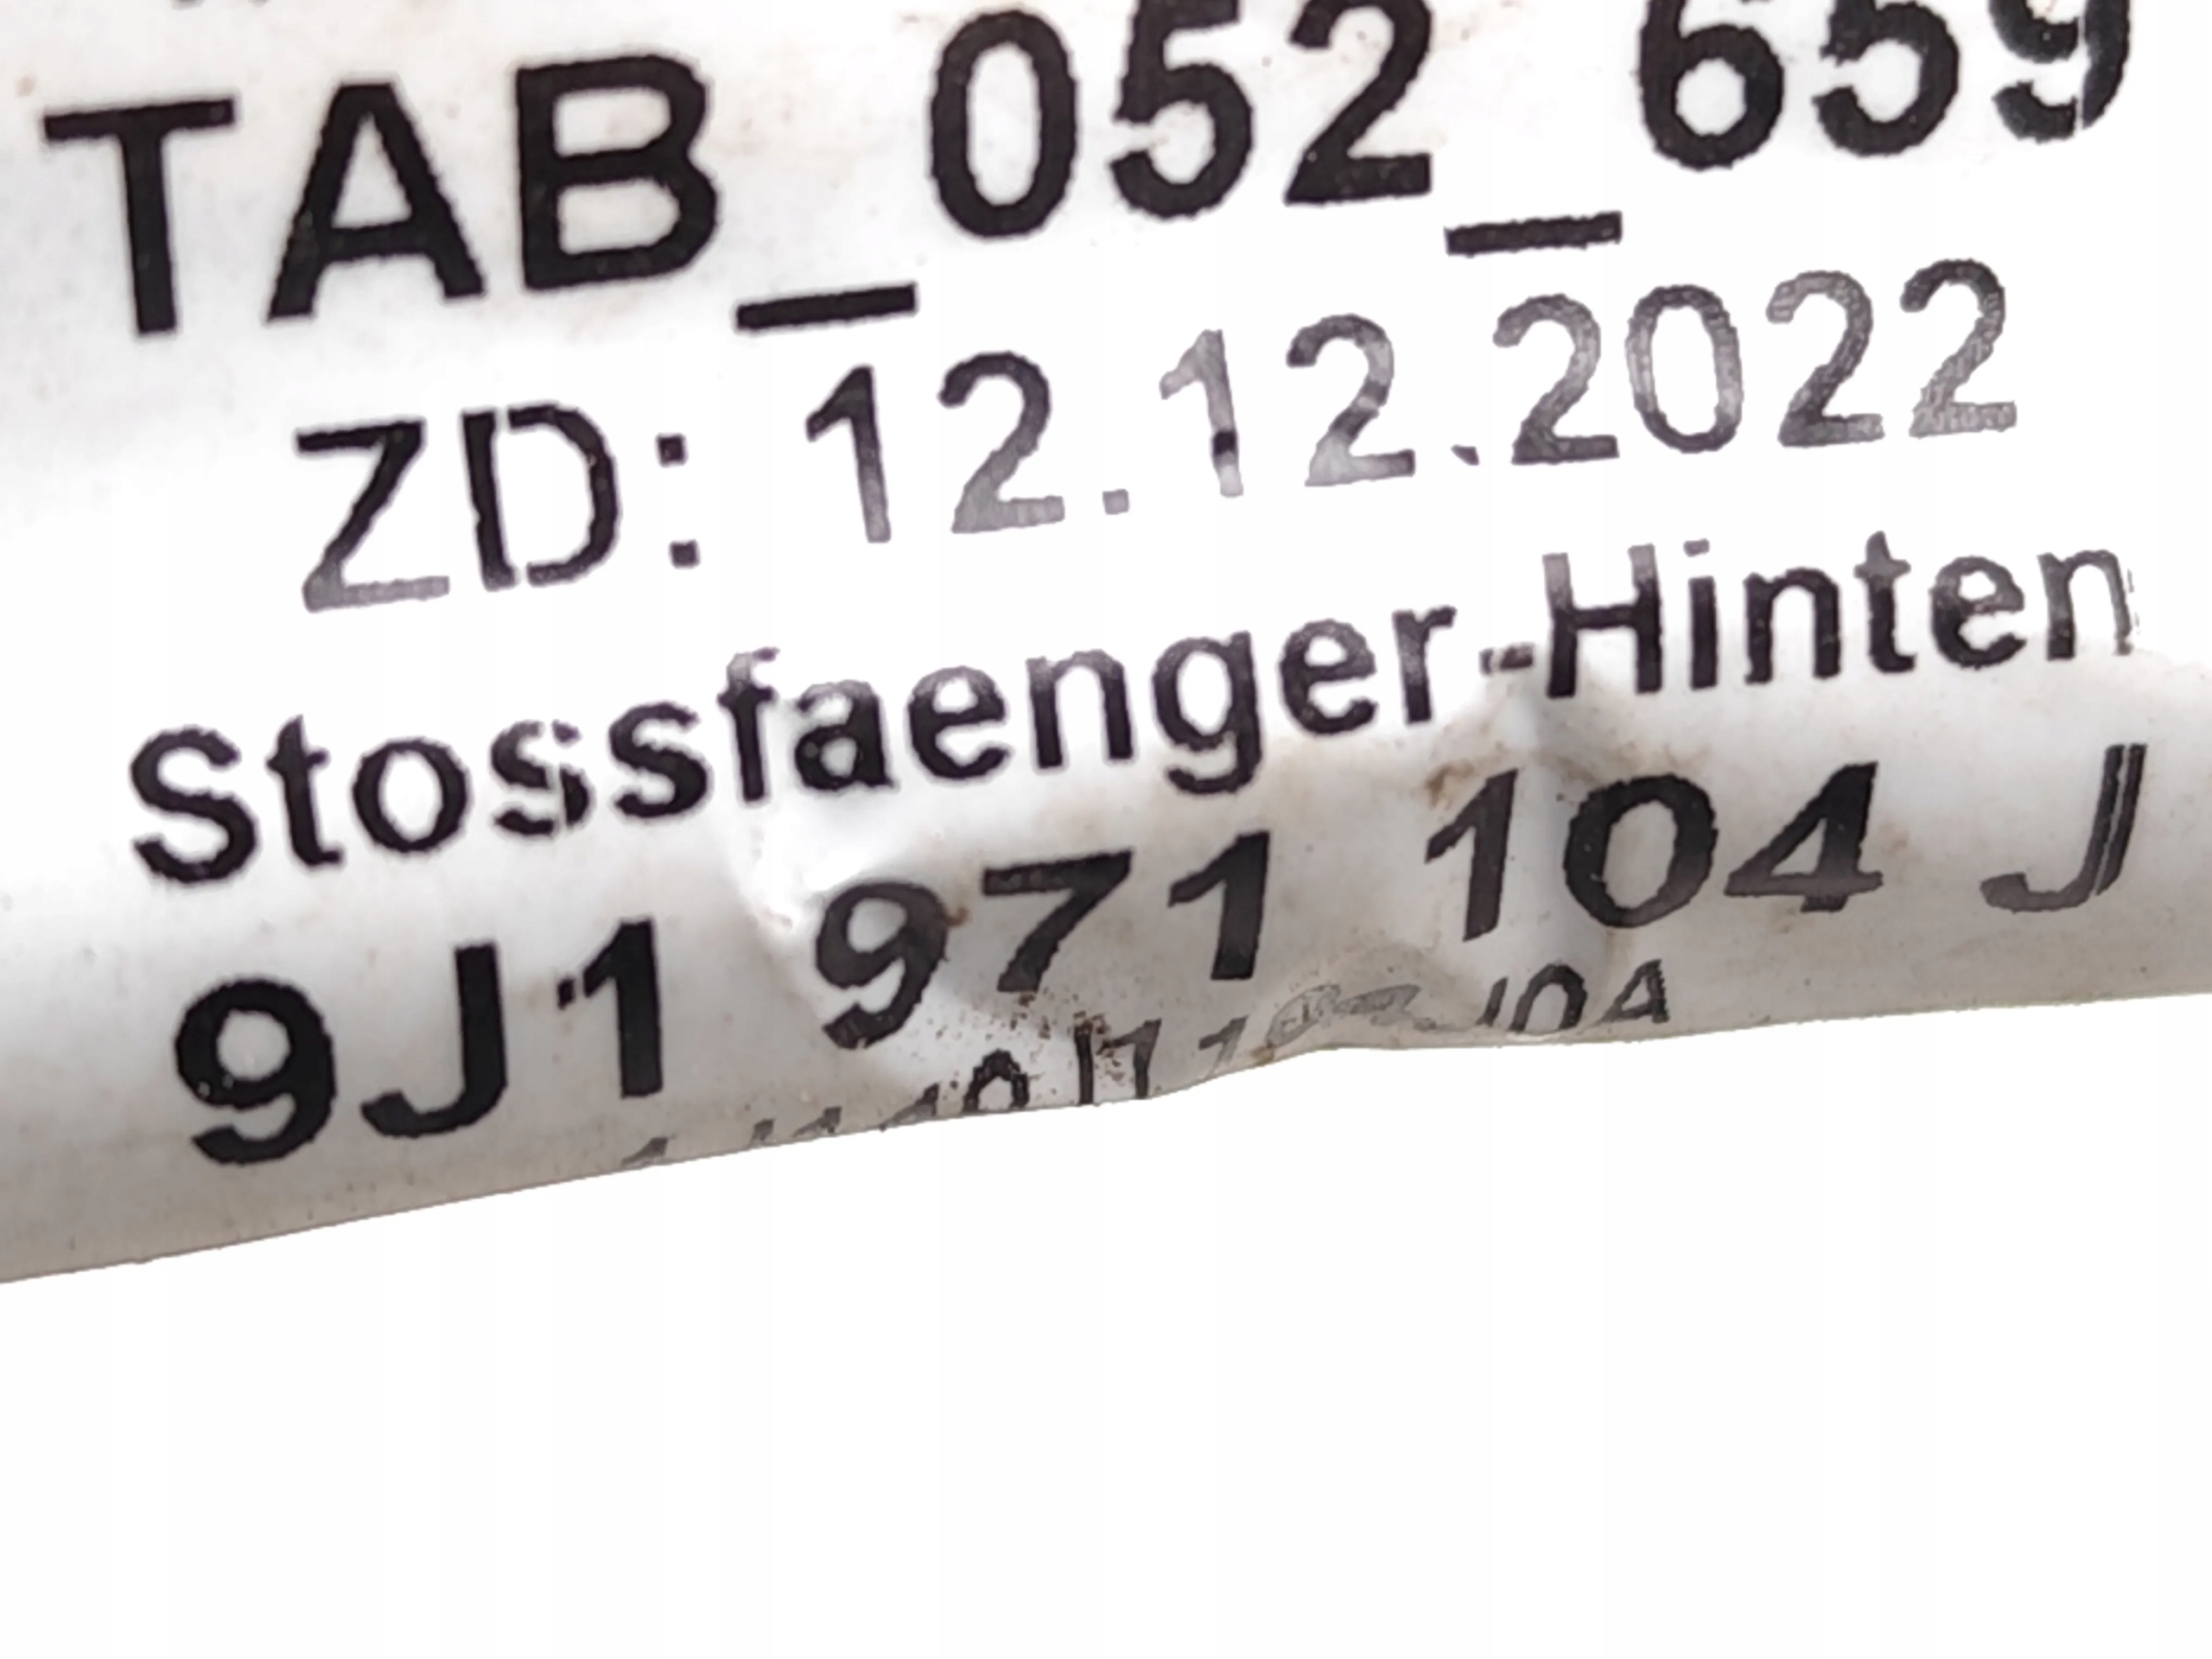 TAB_052_659
ZD: 12.12.2022
Stossfaenger-Hinten
9J1 971 104 J